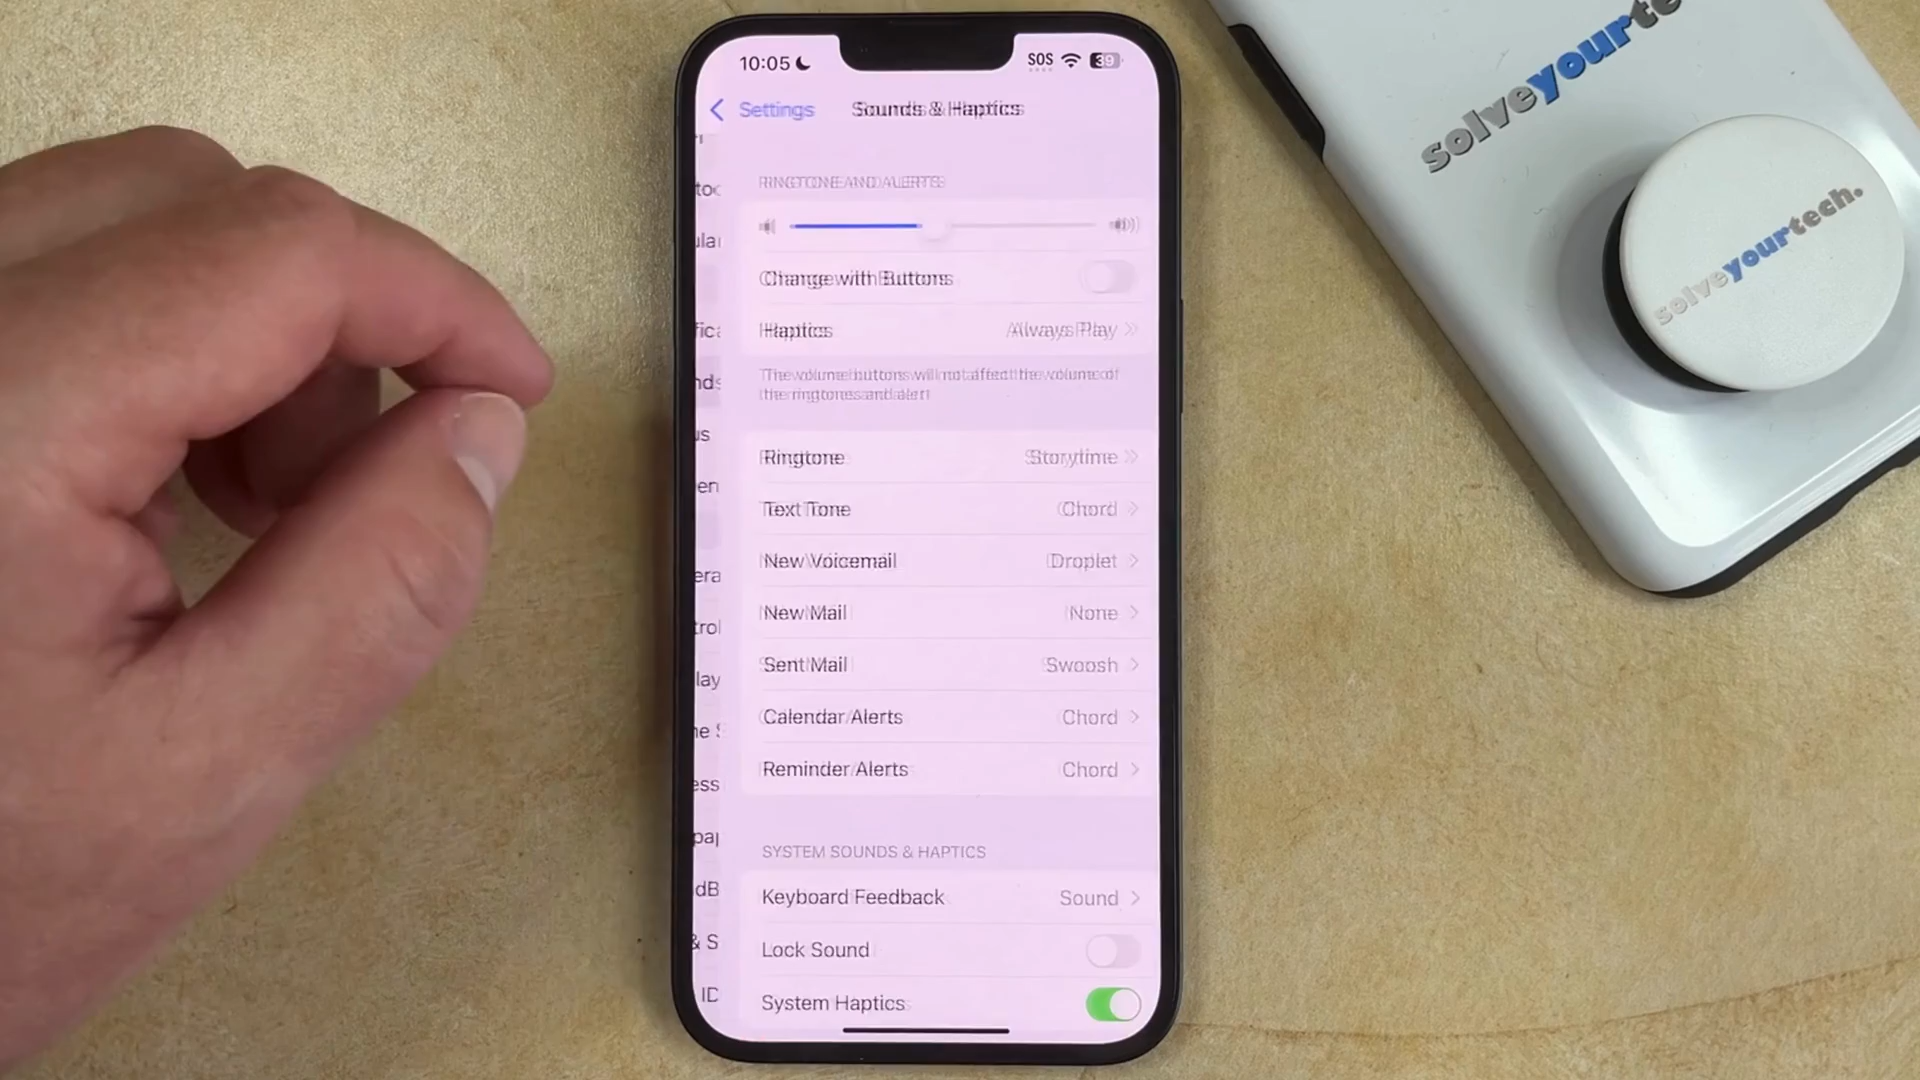 10:05
SOS
39
Settings
Sounds & Haptics
RINGTONE AND ALERTS
Change with Buttons
Haptics
Always Play
The volume buttons will not affect the volume of
the ringtone and alert
Ringtone
Storytime
Text Tone
Chord
New Voicemail
Droplet
New Mail
None
Sent Mail
Swoosh
Calendar Alerts
Chord
Reminder Alerts
Chord
SYSTEM SOUNDS & HAPTICS
Keyboard Feedback
Sound
Lock Sound
System Haptics
solveyourte
solveyourtech.